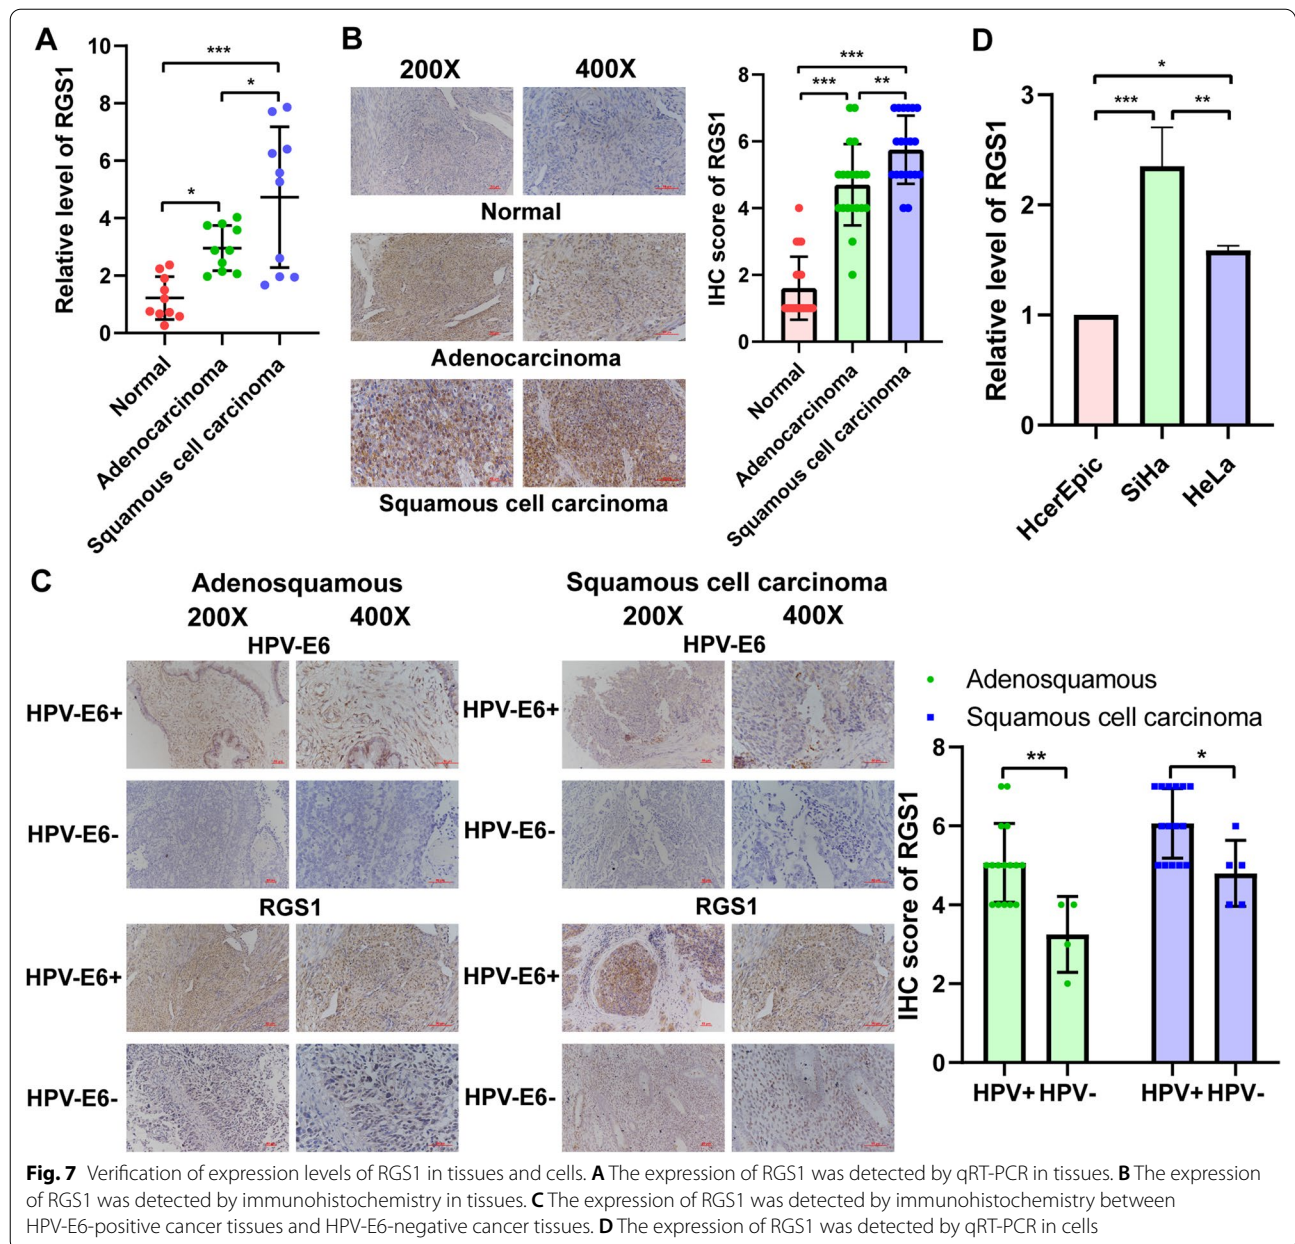 A
Relative level of RGS1
10
8
6
4
2
0
***
*
*
Normal
Adenocarcinoma
Squamous cell carcinoma
B
200X 400X
Normal
Adenocarcinoma
Squamous cell carcinoma
IHC score of RGS1
8
6
4
2
0
***
*** **
Normal
Adenocarcinoma
Squamous cell carcinoma
D
Relative level of RGS1
3
2
1
0
*
*** **
HcerEpic
SiHa
HeLa
C
Adenosquamous
200X 400X
HPV-E6
HPV-E6+
HPV-E6-
RGS1
HPV-E6+
HPV-E6-
Squamous cell carcinoma
200X 400X
HPV-E6
HPV-E6+
HPV-E6-
RGS1
HPV-E6+
HPV-E6-
Adenosquamous
Squamous cell carcinoma
IHC score of RGS1
8
6
4
2
0
** *
HPV+ HPV- HPV+ HPV-
Fig. 7 Verification of expression levels of RGS1 in tissues and cells. A The expression of RGS1 was detected by qRT-PCR in tissues. B The expression
of RGS1 was detected by immunohistochemistry in tissues. C The expression of RGS1 was detected by immunohistochemistry between
HPV-E6-positive cancer tissues and HPV-E6-negative cancer tissues. D The expression of RGS1 was detected by qRT-PCR in cells